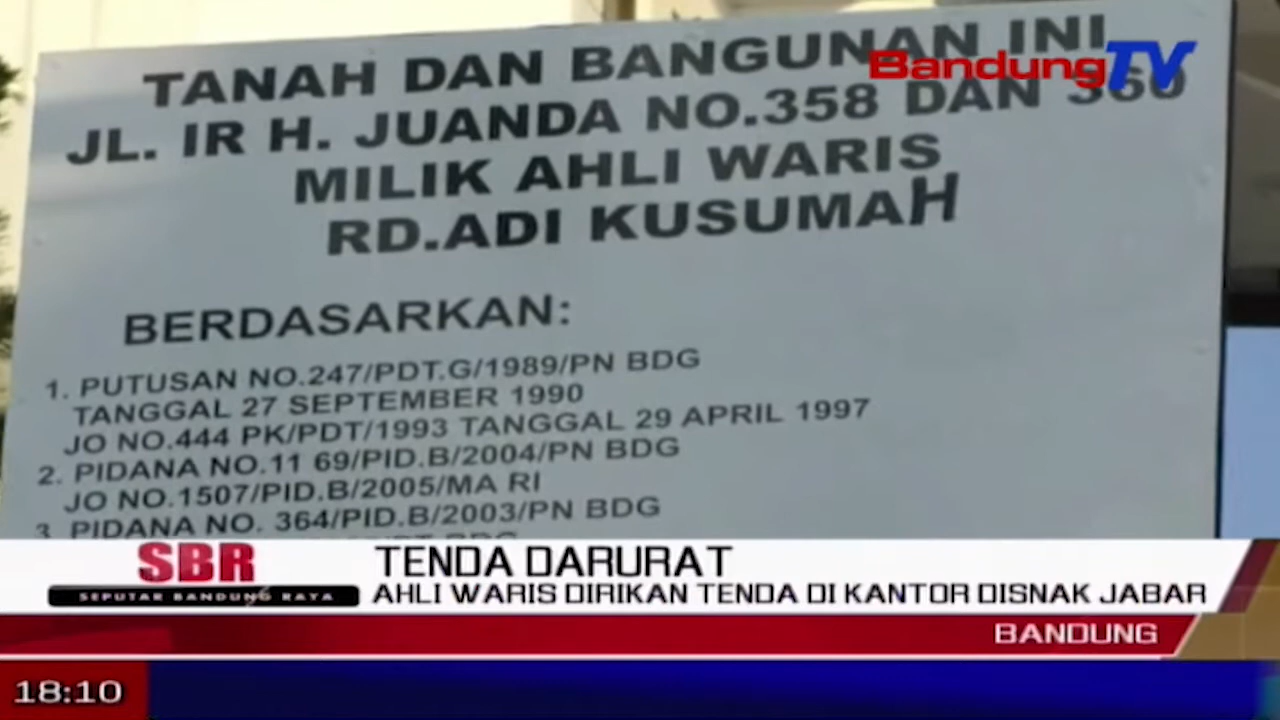 TANAH DAN BANGUNAN INI
BandungTV
JL. IR H. JUANDA NO.358 DAN 360
MILIK AHLI WARIS
RD.ADI KUSUMAH
BERDASARKAN:
1. PUTUSAN NO.247/PDT.G/1989/PN BDG
TANGGAL 27 SEPTEMBER 1990
JO NO.444 PK/PDT/1993 TANGGAL 29 APRIL 1997
2. PIDANA NO.11 69/PID.B/2004/PN BDG
JO NO.1507/PID.B/2005/MA RI
3. PIDANA NO. 364/PID.B/2003/PN BDG
SBR
SEPUTAR BANDUNG RAYA
TENDA DARURAT
AHLI WARIS DIRIKAN TENDA DI KANTOR DISNAK JABAR
BANDUNG
18:10